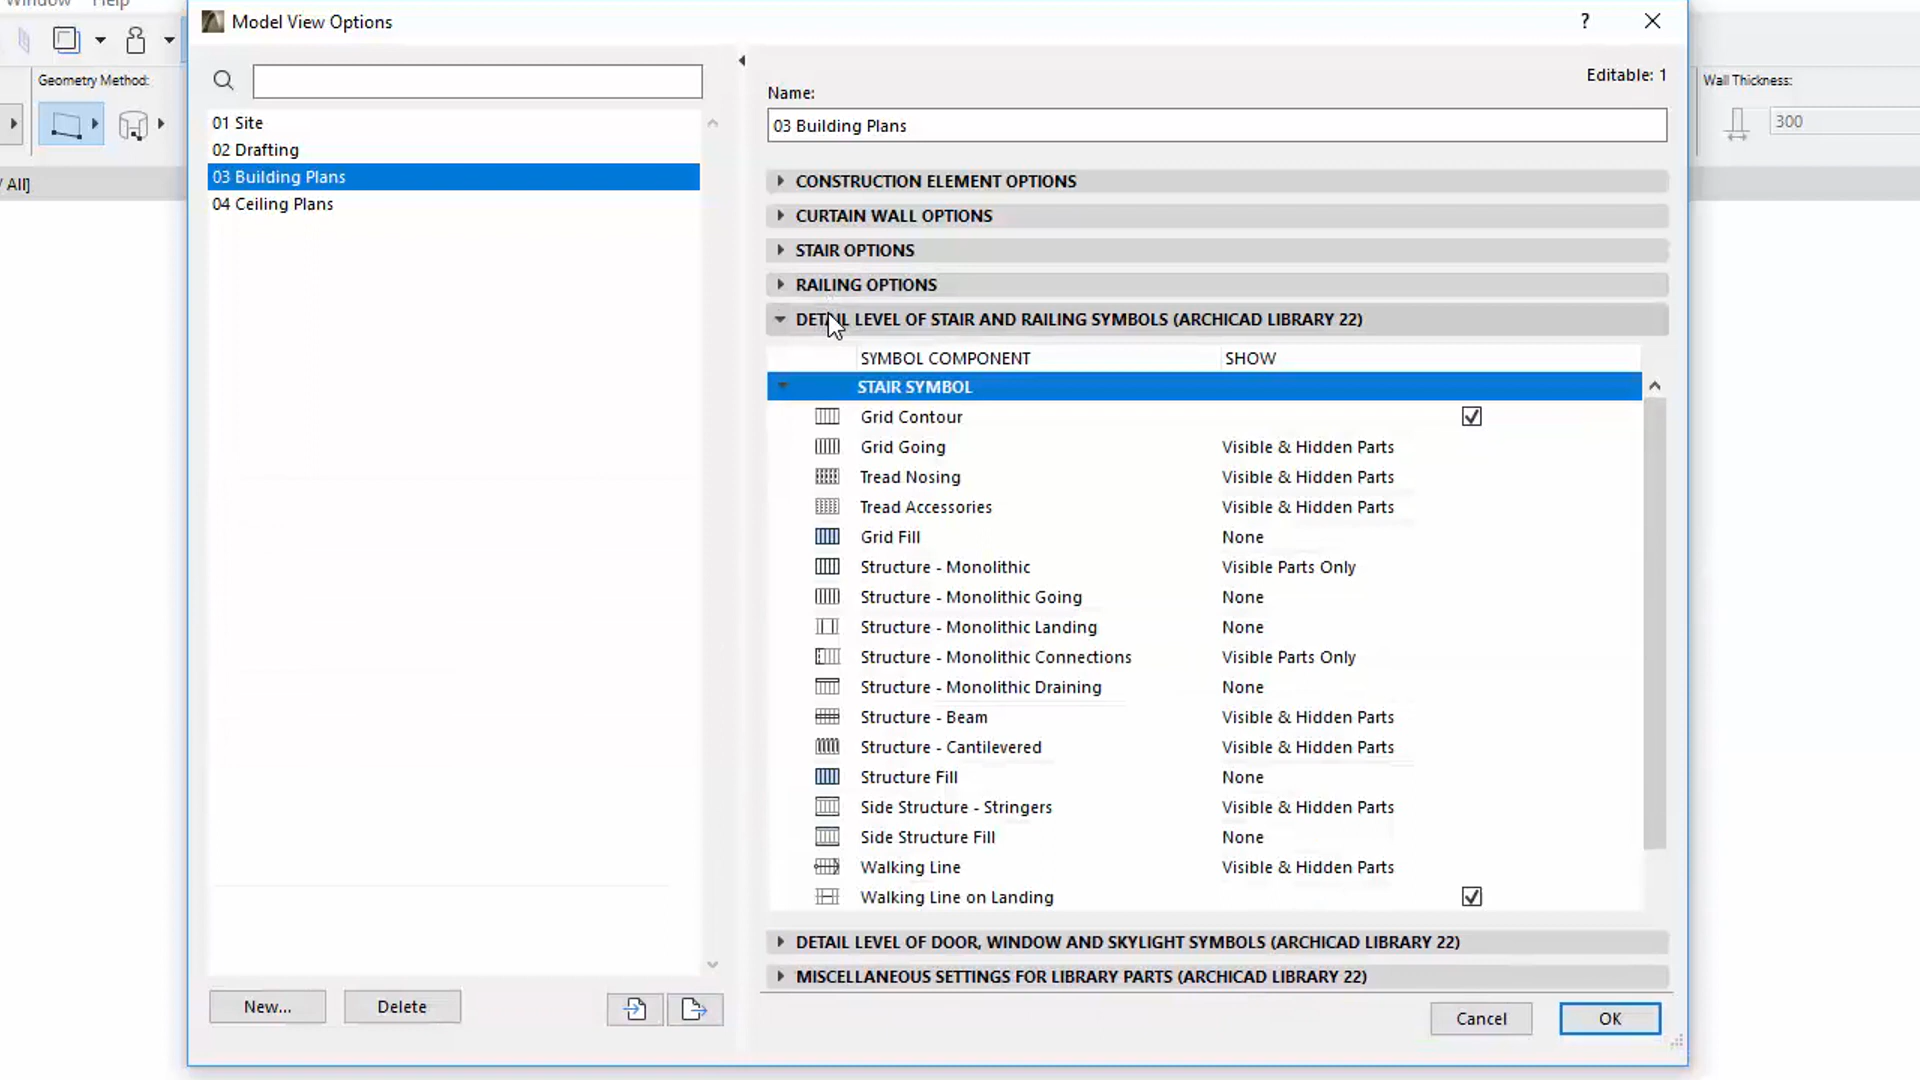 Window Help
Model View Options
?
Geometry Method:
All]
01 Site
02 Drafting
03 Building Plans
04 Ceiling Plans
New...
Delete
Editable: 1
Name:
03 Building Plans
CONSTRUCTION ELEMENT OPTIONS
CURTAIN WALL OPTIONS
STAIR OPTIONS
RAILING OPTIONS
DETAIL LEVEL OF STAIR AND RAILING SYMBOLS (ARCHICAD LIBRARY 22)
SYMBOL COMPONENT SHOW
STAIR SYMBOL
Grid Contour
Grid Going Visible & Hidden Parts
Tread Nosing Visible & Hidden Parts
Tread Accessories Visible & Hidden Parts
Grid Fill None
Structure - Monolithic Visible Parts Only
Structure - Monolithic Going None
Structure - Monolithic Landing None
Structure - Monolithic Connections Visible Parts Only
Structure - Monolithic Draining None
Structure - Beam Visible & Hidden Parts
Structure - Cantilevered Visible & Hidden Parts
Structure Fill None
Side Structure - Stringers Visible & Hidden Parts
Side Structure Fill None
Walking Line Visible & Hidden Parts
Walking Line on Landing
DETAIL LEVEL OF DOOR, WINDOW AND SKYLIGHT SYMBOLS (ARCHICAD LIBRARY 22)
MISCELLANEOUS SETTINGS FOR LIBRARY PARTS (ARCHICAD LIBRARY 22)
Cancel
OK
Wall Thickness:
300